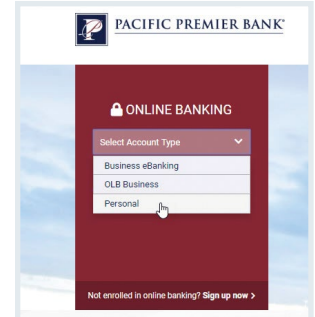 PACIFIC PREMIER BANK
ONLINE BANKING
Select Account Type
Business eBanking
OLB Business
Personal
Not enrolled in online banking? Sign up now >